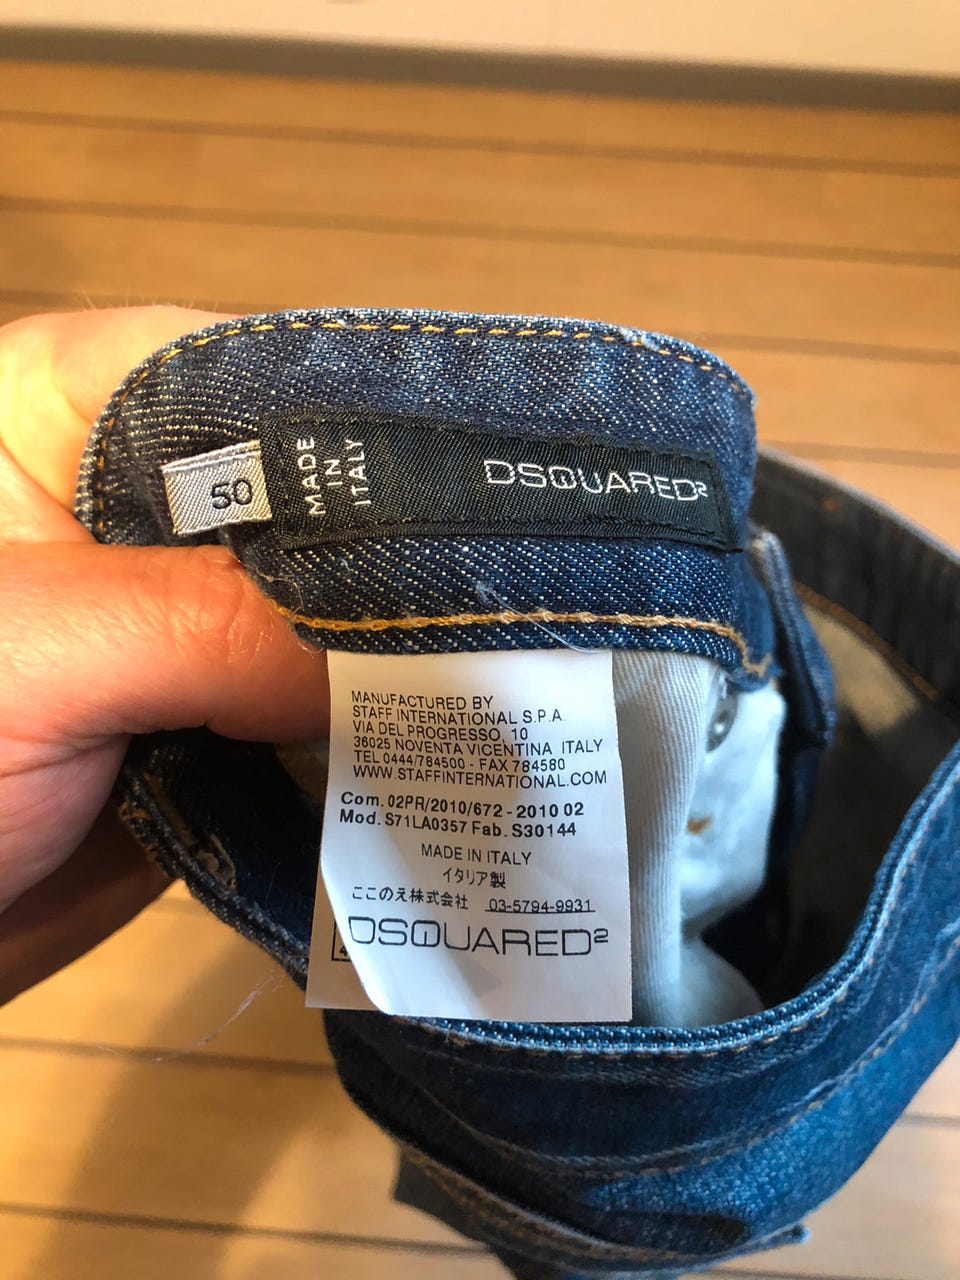 50
MADE
IN
ITALY
DSQUARED2
MANUFACTURED BY
STAFF INTERNATIONAL S.P.A.
VIA DEL PROGRESSO, 10
36025 NOVENTA VICENTINA ITALY
TEL 0444/784500 - FAX 784580
WWW.STAFFINTERNATIONAL.COM
Com. 02PR/2010/672 - 2010 02
Mod. S71LA0357 Fab. S30144
MADE IN ITALY
イタリア製
ここのえ株式会社 03-5794-9931
DSQUARED2